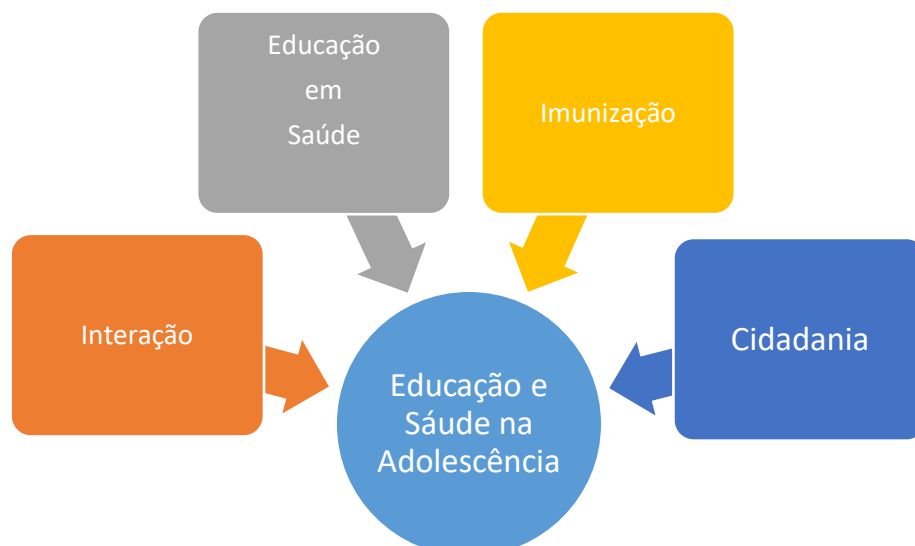 Educação
em
Saúde
Imunização
Interação
Cidadania
Educação e
Sáude na
Adolescência